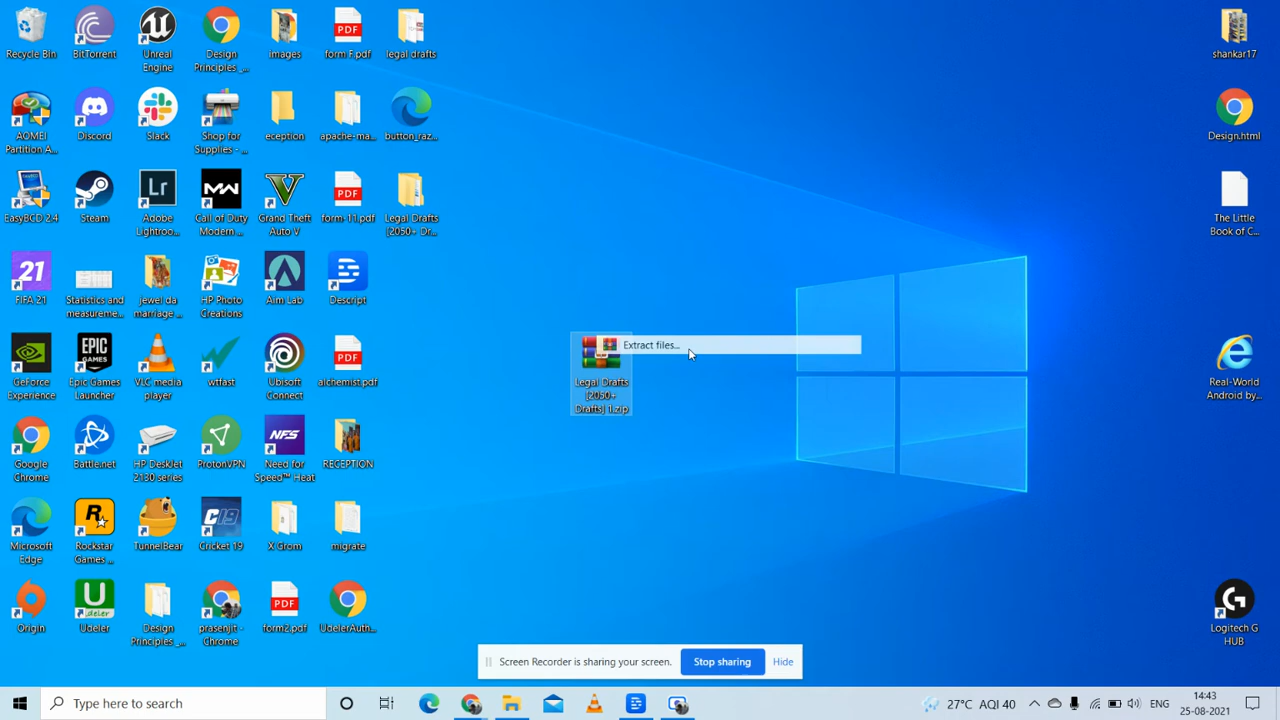 Recycle Bin
BitTorrent
Unreal
Engine
Design
Principles _...
images
form F.pdf
legal drafts
shankar17
AOMEI
Partition A...
Discord
Slack
Shop for
Supplies - ...
eception
apache-ma...
button_raz...
Design.html
EasyBCD 2.4
Steam
Adobe
Lightroo...
Call of Duty
Modern ...
Grand Theft
Auto V
form-11.pdf
Legal Drafts
[2050+ Dr...
The Little
Book of C...
FIFA 21
Statistics and
measureme...
jewel da
marriage ...
HP Photo
Creations
Aim Lab
Descript
GeForce
Experience
Epic Games
Launcher
VLC media
player
wtfast
Ubisoft
Connect
alchemist.pdf
Extract files...
Legal Drafts
[2050+
Drafts] 1.zip
Real-World
Android by...
Google
Chrome
Battle.net
HP DeskJet
2130 series
ProtonVPN
Need for
Speed™ Heat
RECEPTION
Microsoft
Edge
Rockstar
Games ...
TunnelBear
Cricket 19
X Grom
migrate
Origin
Udeler
Design
Principles _...
prasenjit -
Chrome
form2.pdf
UdelerAuth...
Logitech G
HUB
Screen Recorder is sharing your screen.
Stop sharing
Hide
Type here to search
27°C AQI 40
ENG
14:43
25-08-2021